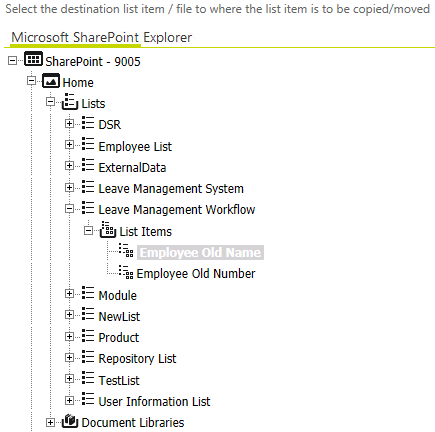 Select the destination list item / file to where the list item is to be copied/moved
Microsoft SharePoint Explorer
SharePoint - 9005
Home
Lists
DSR
Employee List
ExternalData
Leave Management System
Leave Management Workflow
List Items
Employee Old Name
Employee Old Number
Module
NewList
Product
Repository List
TestList
User Information List
Document Libraries